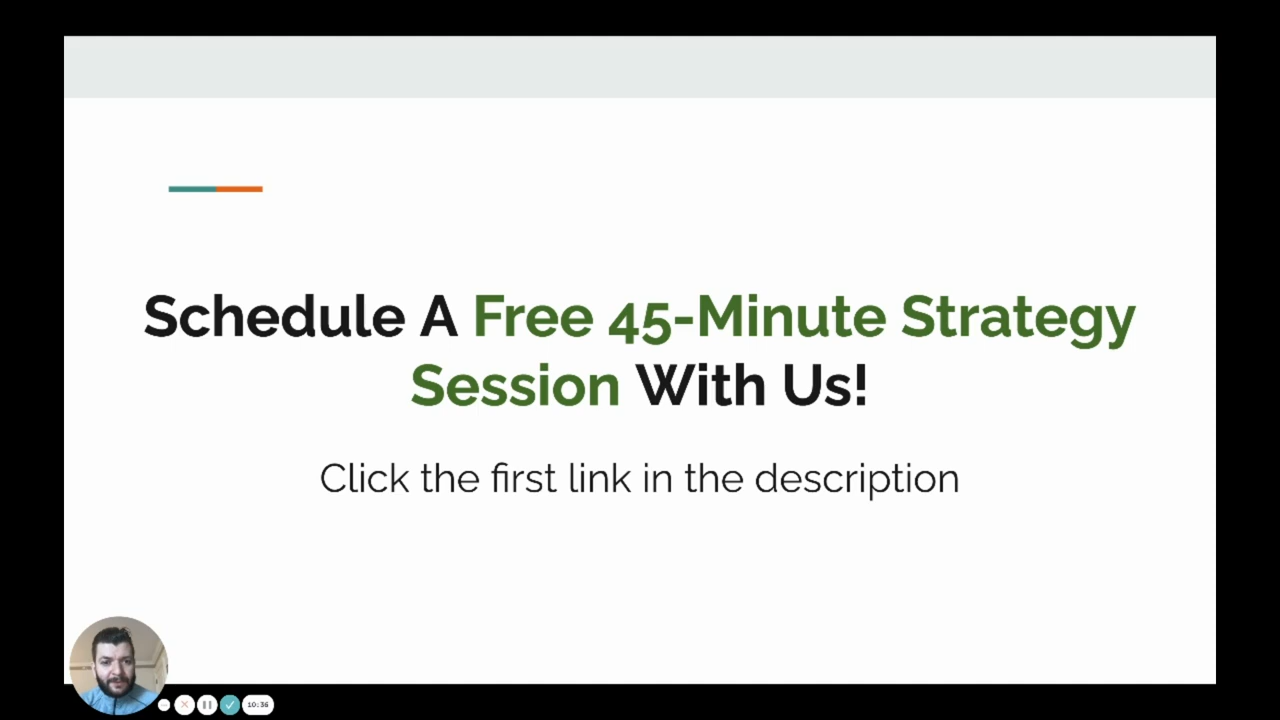 Schedule A Free 45-Minute Strategy
Session With Us!
Click the first link in the description
10:36